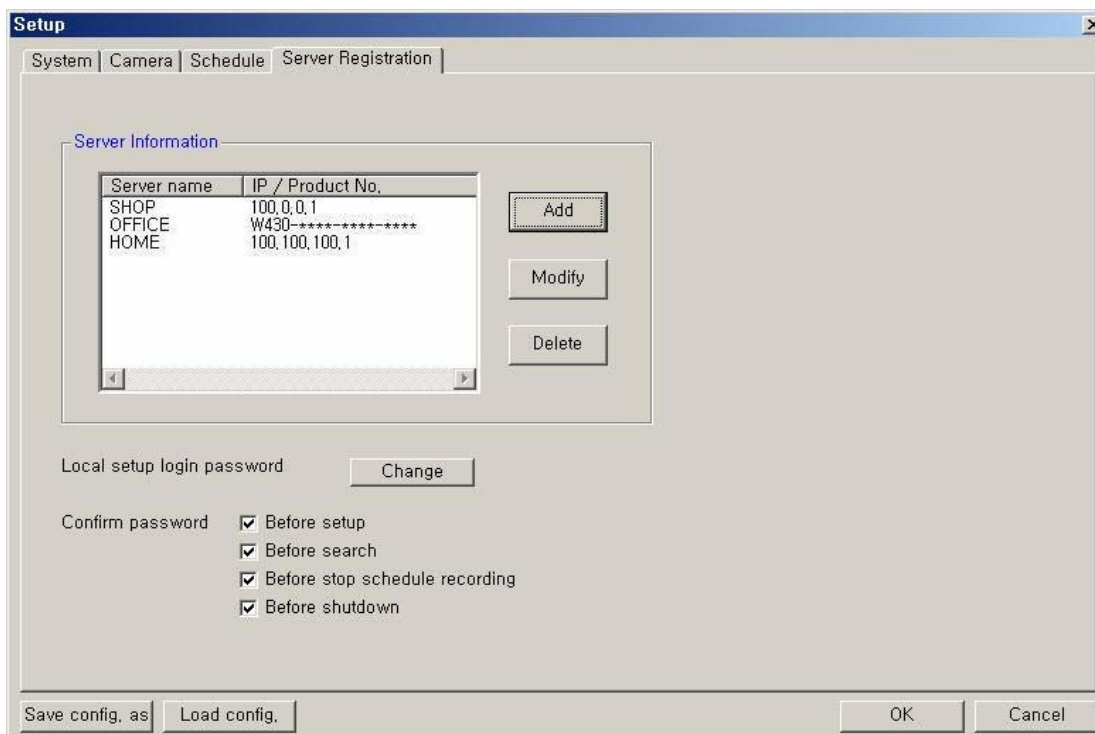 Setup
System Camera Schedule Server Registration
Server Information
Server name IP / Product No,
SHOP 100,0,0,1
OFFICE W430-****-****-****
HOME 100,100,100,1
Add
Modify
Delete
Local setup login password Change
Confirm password Before setup
Before search
Before stop schedule recording
Before shutdown
Save config, as Load config, OK Cancel